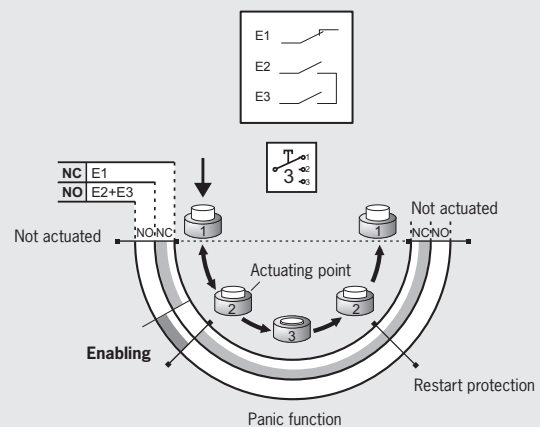 E1
E2
E3
1
2
3
3
NC E1
NO E2+E3
Not actuated
NO NC
1
1
Not actuated
NC NO
Actuating point
2
3
2
Enabling
Restart protection
Panic function